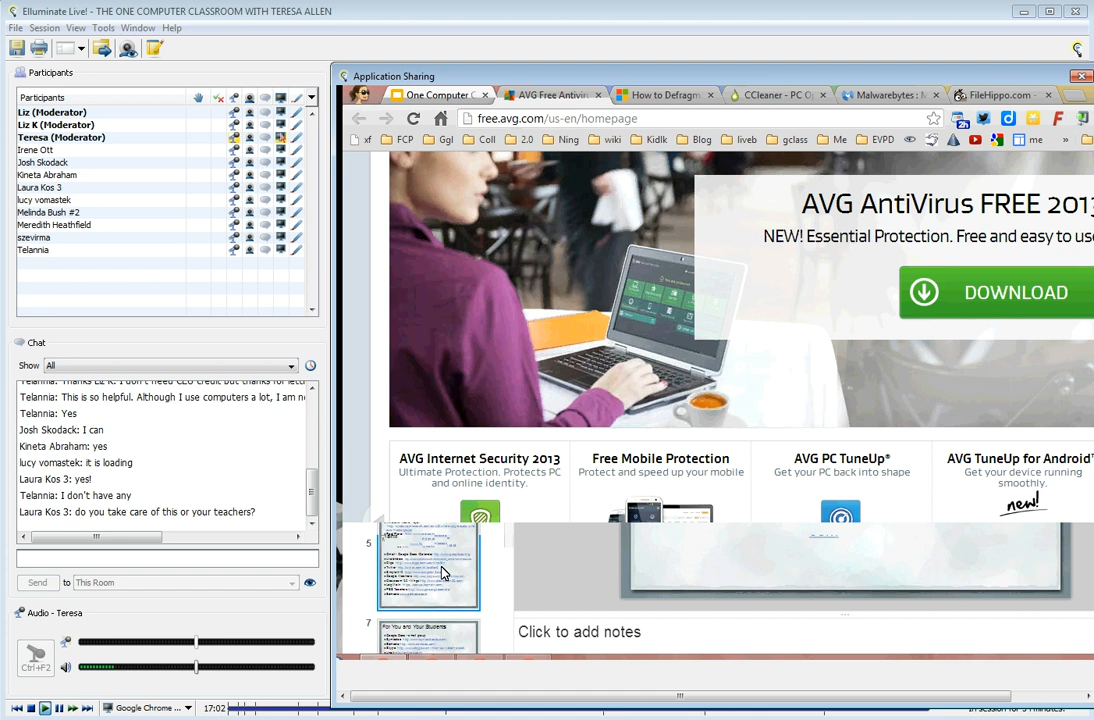 Elluminate Live! - THE ONE COMPUTER CLASSROOM WITH TERESA ALLEN
File Session View Tools Window Help
Participants
Participants
Liz (Moderator)
Liz K (Moderator)
Teresa (Moderator)
Irene Ott
Josh Skodack
Kineta Abraham
Laura Kos 3
lucy vomastek
Melinda Bush #2
Meredith Heathfield
szevirma
Telannia
Chat
Show All
Telannia: This is so helpful. Although I use computers a lot, I am n
Telannia: Yes
Josh Skodack: I can
Kineta Abraham: yes
lucy vomastek: it is loading
Laura Kos 3: yes!
Telannia: I don't have any
Laura Kos 3: do you take care of this or your teachers?
Send to This Room
Audio - Teresa
Ctrl+F2
Google Chrome ... 17:02
Application Sharing
One Computer C AVG Free Antivir How to Defragm CCleaner - PC O Malwarebytes : M FileHippo.com -
free.avg.com/us-en/homepage
2h
xf FCP Ggl Coll 2.0 Ning wiki Kidlk Blog liveb gclass Me EVPD me »
AVG AntiVirus FREE 2013
NEW! Essential Protection. Free and easy to use
DOWNLOAD
AVG Internet Security 2013
Ultimate Protection. Protects PC
and online identity.
Free Mobile Protection
Protect and speed up your mobile
AVG PC TuneUp®
Get your PC back into shape
AVG TuneUp for Android
Get your device running
smoothly.
new!
5
7
For You and Your Students
Click to add notes